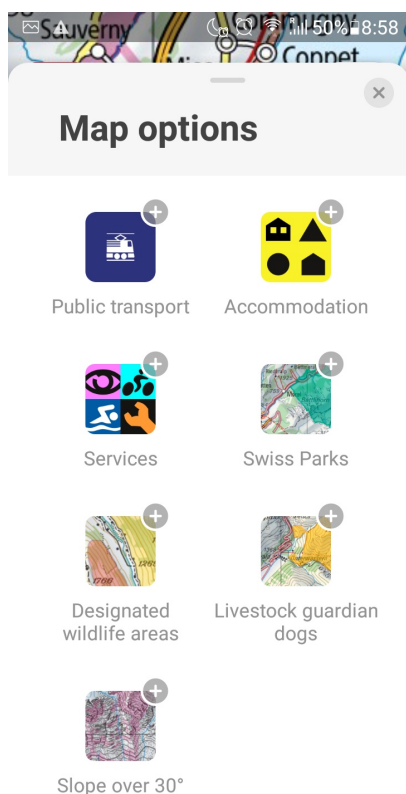 Sauverny
Commugny
50% 8:58
Coppet
Map options
Public transport
Accommodation
Services
Swiss Parks
Designated
wildlife areas
Livestock guardian
dogs
Slope over 30°